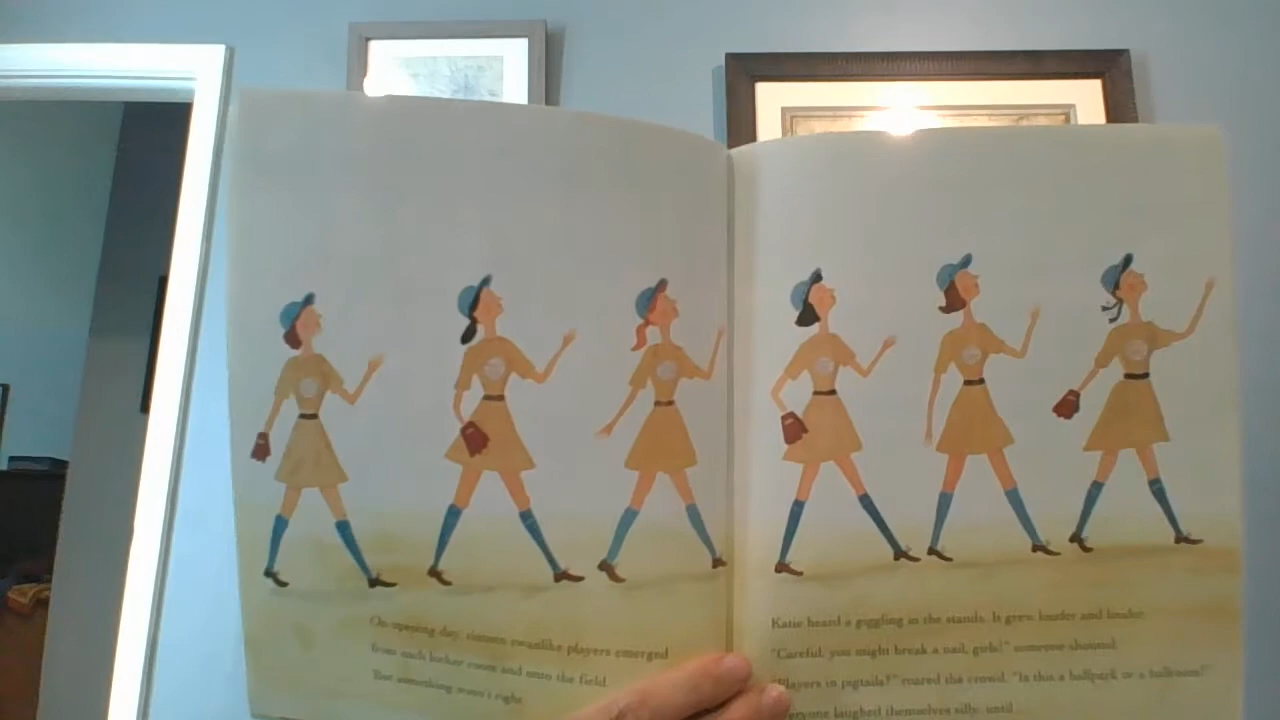 On opening day, sixteen swanlike players emerged
from each locker room and onto the field.
But something wasn't right.
Katie heard a giggling in the stands. It grew louder and louder.
"Careful, you might break a nail, girls!" someone shouted.
"Players in pigtails?" roared the crowd. "Is this a ballpark or a ballroom?"
Everyone laughed themselves silly, until